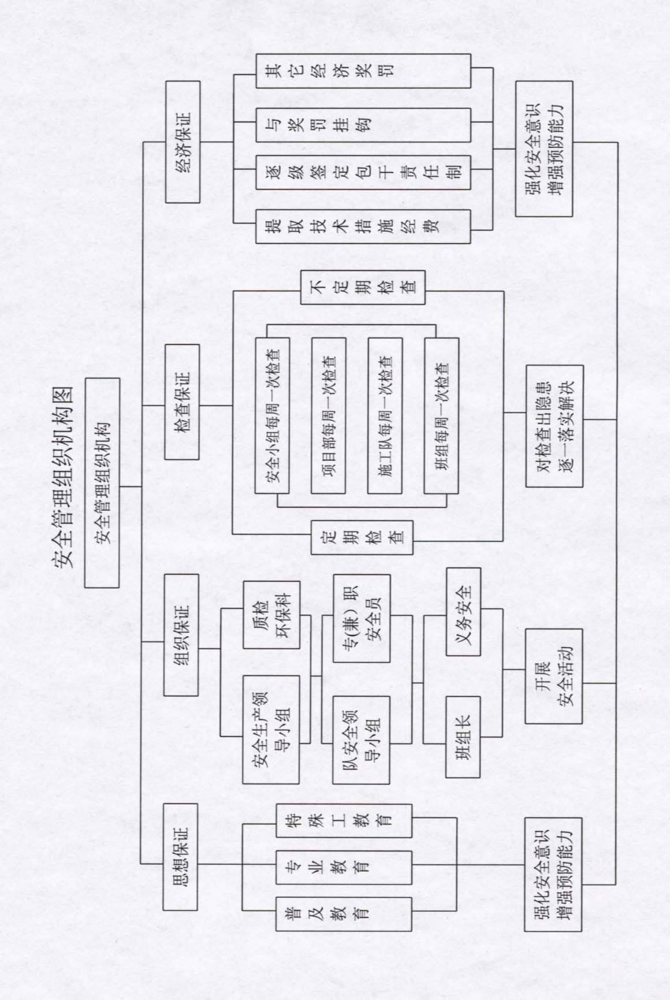 安全管理组织机构图
安全管理组织机构
思想保证
组织保证
检查保证
经济保证
普及教育
专业教育
特殊工教育
强化安全意识
增强预防能力
安全生产领
导小组
质检
环保科
队安全领
导小组
专(兼）职
安全员
班组长
义务安全
开展
安全活动
定期检查
安全小组每周一次检查
项目部每周一次检查
施工队每周一次检查
班组每周一次检查
不定期检查
对检查出隐患
逐一落实解决
提取技术措施经费
逐级签定包干责任制
与奖罚挂钩
其它经济奖罚
强化安全意识
增强预防能力